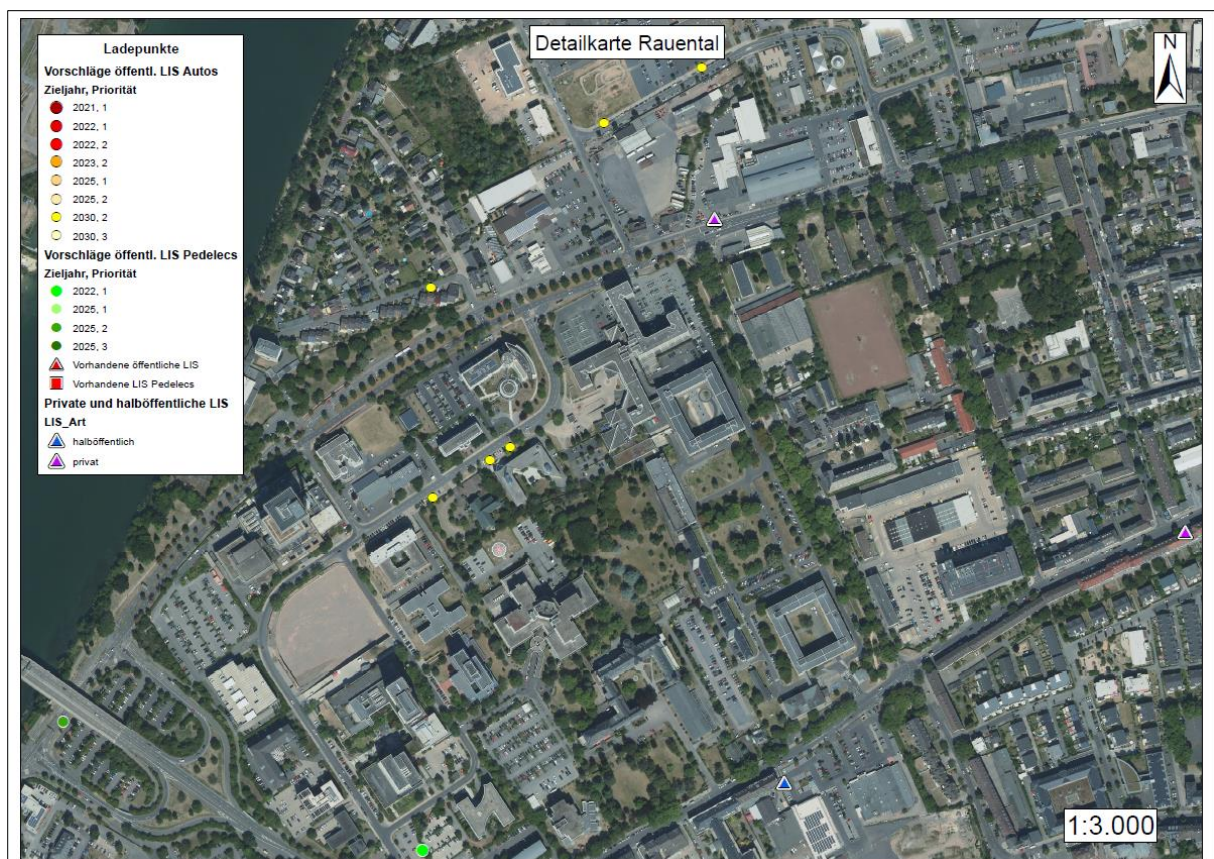 Detailkarte Rauental
N
Ladepunkte
Vorschläge öffentl. LIS Autos
Zieljahr, Priorität
2021, 1
2022, 1
2022, 2
2023, 2
2025, 1
2025, 2
2030, 2
2030, 3
Vorschläge öffentl. LIS Pedelecs
Zieljahr, Priorität
2022, 1
2025, 1
2025, 2
2025, 3
Vorhandene öffentliche LIS
Vorhandene LIS Pedelecs
Private und halböffentliche LIS
LIS_Art
halböffentlich
privat
1:3.000